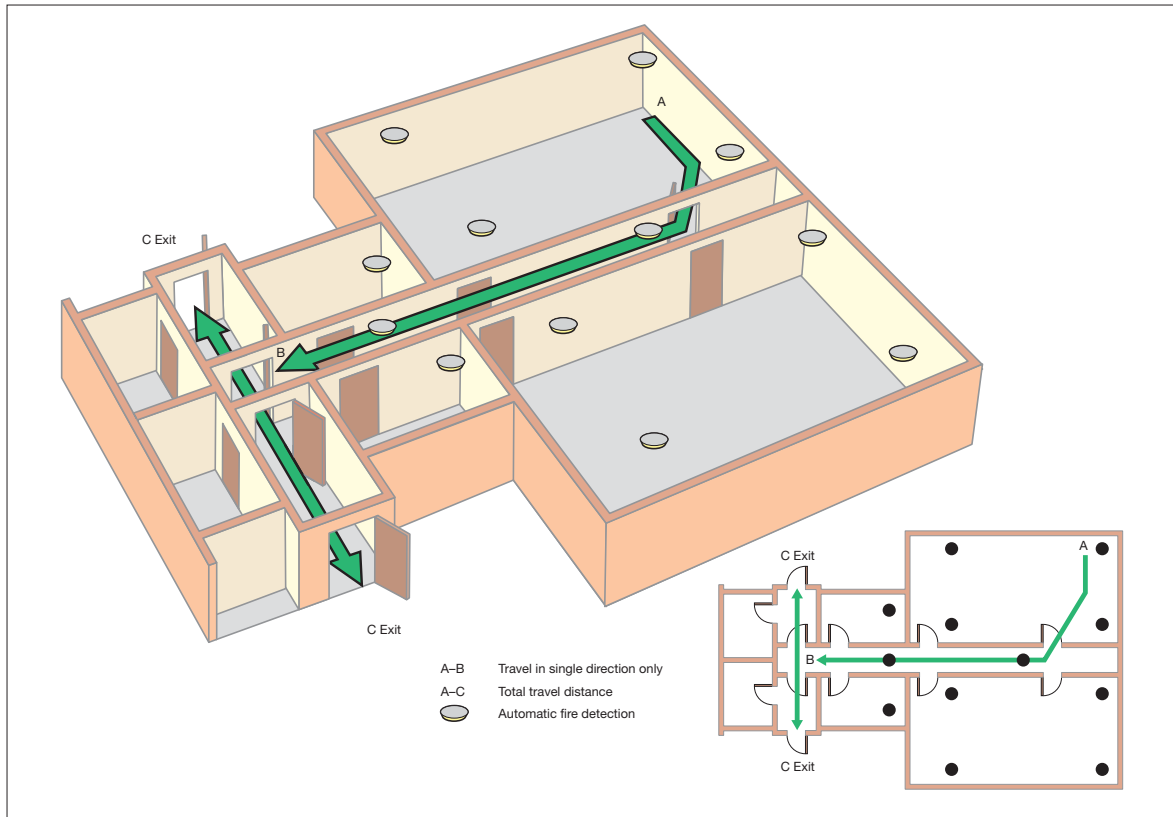 A
C Exit
B
C Exit
A–B Travel in single direction only
A–C Total travel distance
Automatic fire detection
C Exit
A
B
C Exit